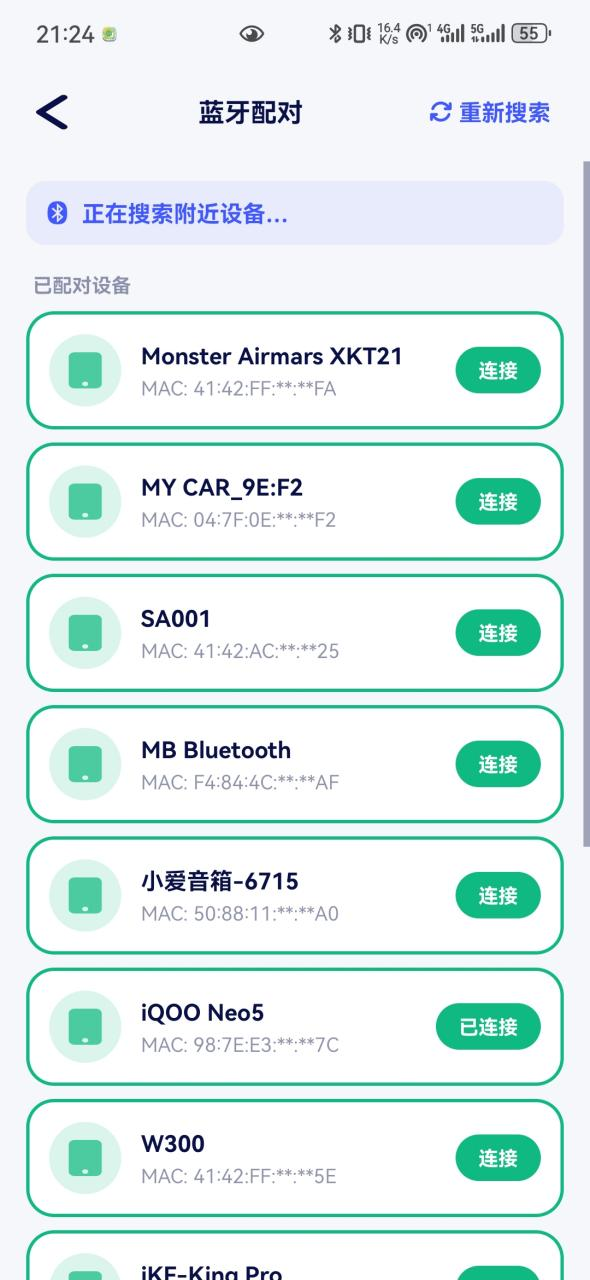 21:24
16.4
K/s
1
4G
5G
55
蓝牙配对
重新搜索
正在搜索附近设备...
已配对设备
Monster Airmars XKT21
MAC: 41:42:FF:**:**FA
连接
MY CAR_9E:F2
MAC: 04:7F:0E:**:**F2
连接
SA001
MAC: 41:42:AC:**:**25
连接
MB Bluetooth
MAC: F4:84:4C:**:**AF
连接
小爱音箱-6715
MAC: 50:88:11:**:**A0
连接
iQOO Neo5
MAC: 98:7E:E3:**:**7C
已连接
W300
MAC: 41:42:FF:**:**5E
连接
iKF-King Pro